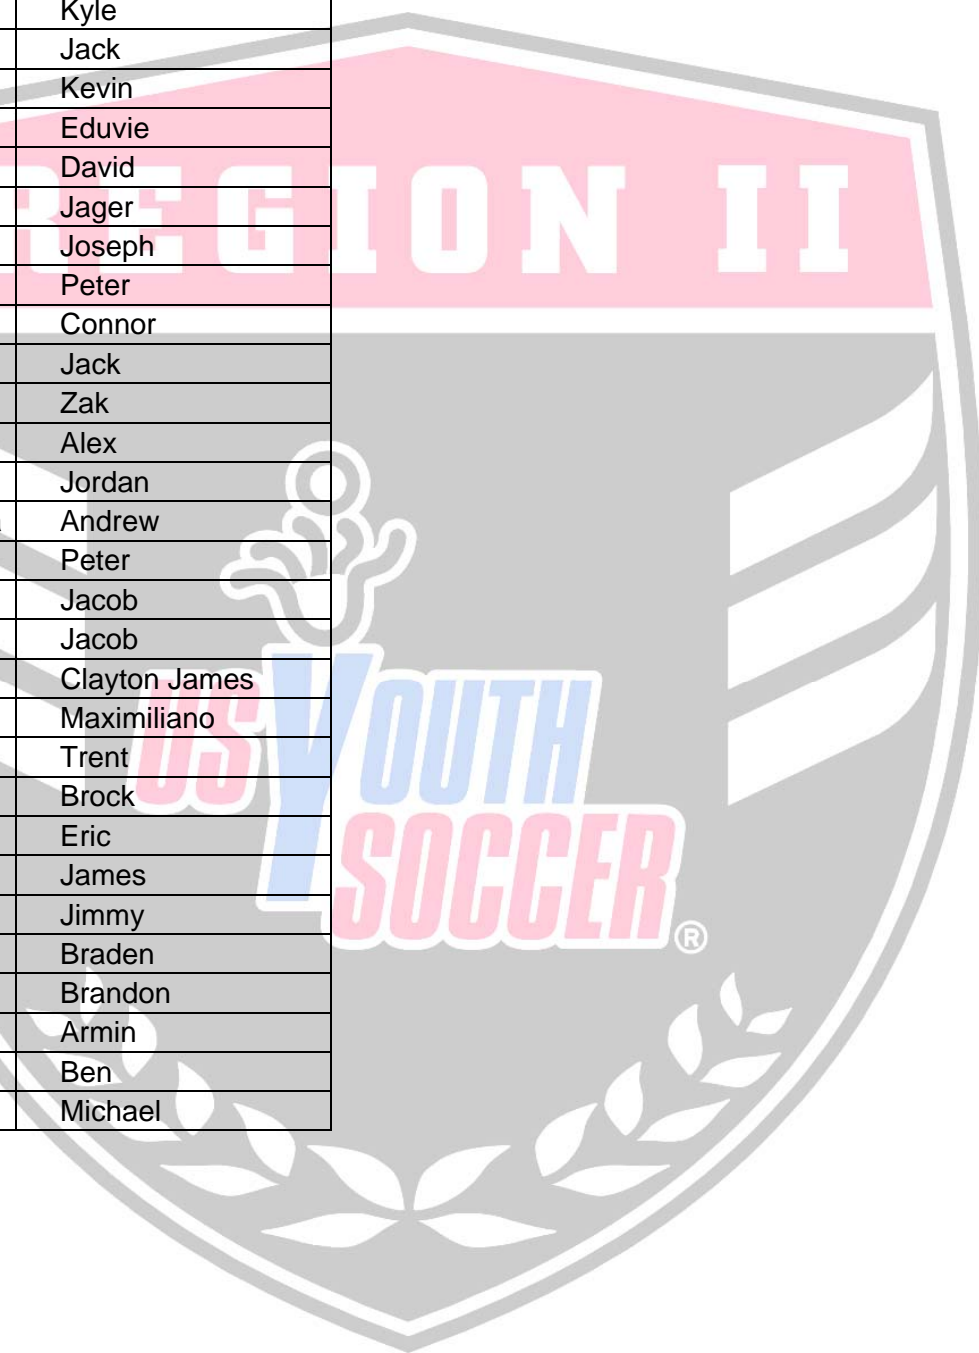 Kyle
Jack
Kevin
Eduvie
David
Jager
Joseph
Peter
Connor
Jack
Zak
Alex
Jordan
Andrew
Peter
Jacob
Jacob
Clayton James
Maximiliano
Trent
Brock
Eric
James
Jimmy
Braden
Brandon
Armin
Ben
Michael
REGION II
US YOUTH
SOCCER®